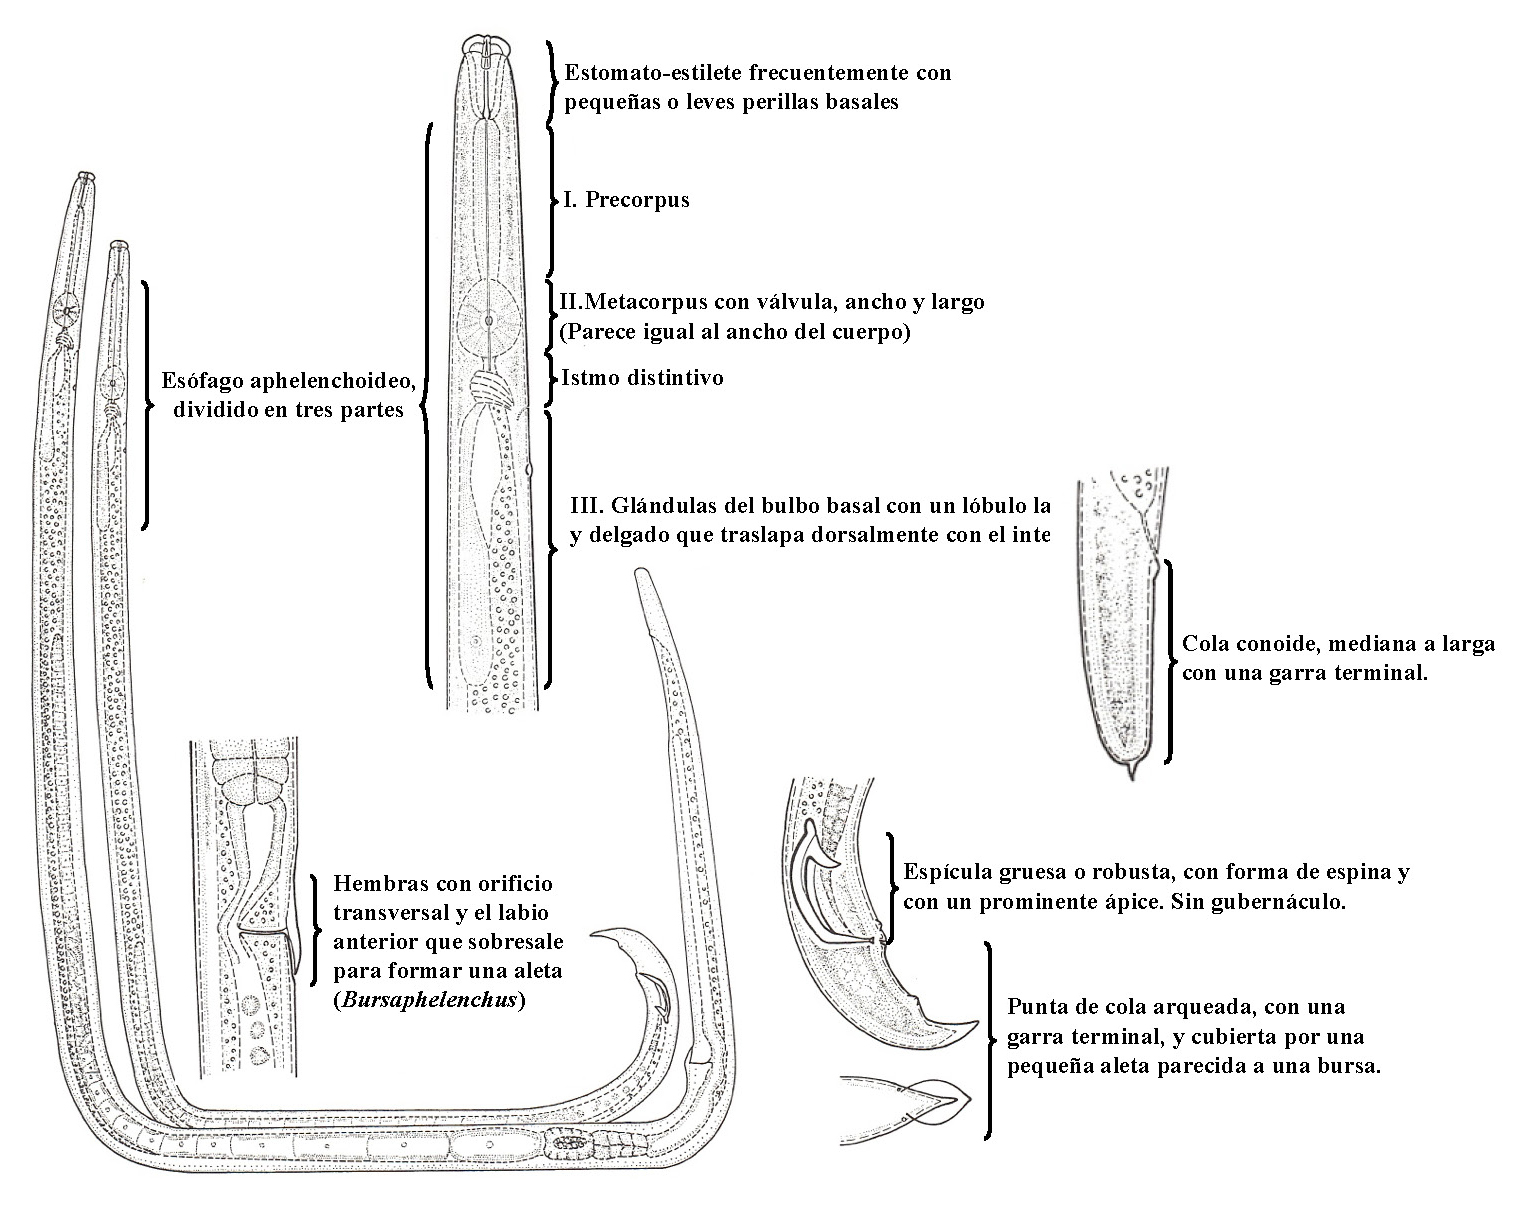 Estomato-estilete frecuentemente con
pequeñas o leves perillas basales
I. Precorpus
II.Metacorpus con válvula, ancho y largo
(Parece igual al ancho del cuerpo)
Istmo distintivo
Esófago aphelenchoideo,
dividido en tres partes
III. Glándulas del bulbo basal con un lóbulo la
y delgado que traslapa dorsalmente con el inte
Cola conoide, mediana a larga
con una garra terminal.
Hembras con orificio
transversal y el labio
anterior que sobresale
para formar una aleta
(Bursaphelenchus)
Espícula gruesa o robusta, con forma de espina y
con un prominente ápice. Sin gubernáculo.
Punta de cola arqueada, con una
garra terminal, y cubierta por una
pequeña aleta parecida a una bursa.